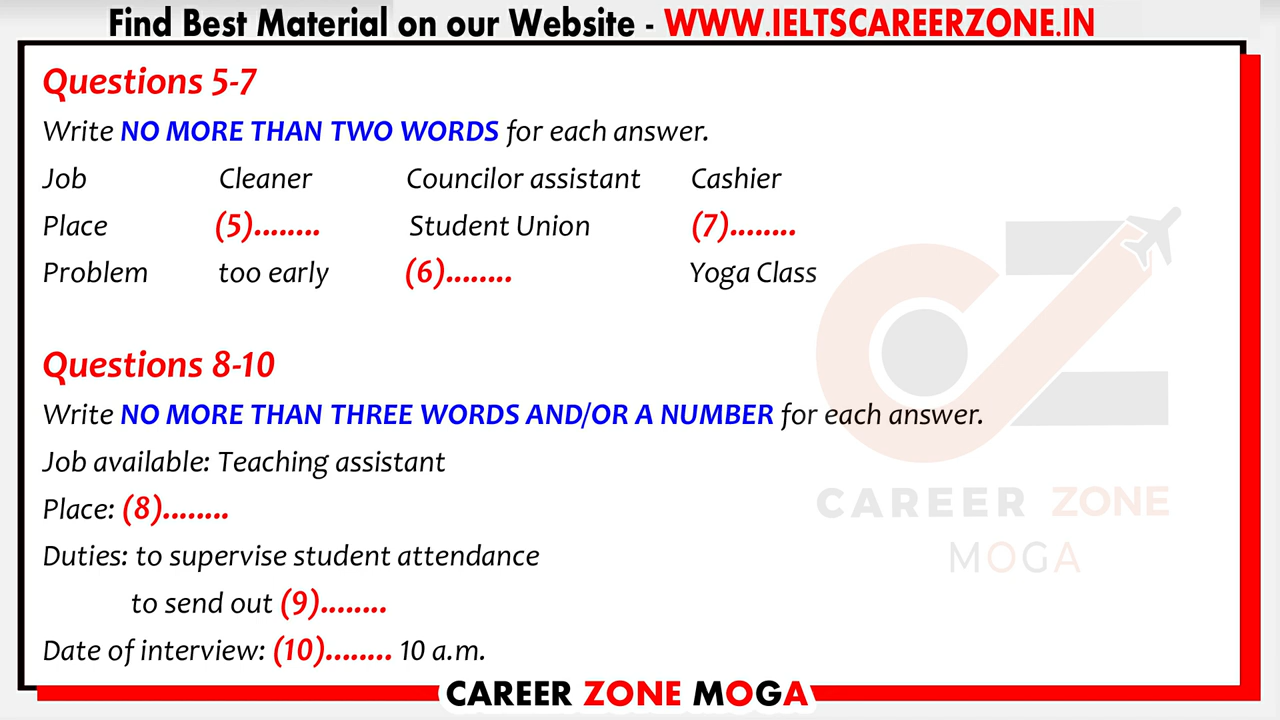 Find Best Material on our Website - WWW.IELTSCAREERZONE.IN
Questions 5-7
Write NO MORE THAN TWO WORDS for each answer.
Job Cleaner Councilor assistant Cashier
Place (5)........ Student Union (7)........
Problem too early (6)........ Yoga Class
Questions 8-10
Write NO MORE THAN THREE WORDS AND/OR A NUMBER for each answer.
Job available: Teaching assistant
Place: (8)........
Duties: to supervise student attendance
to send out (9)........
Date of interview: (10)........ 10 a.m.
CAREER ZONE
MOGA
CAREER ZONE MOGA